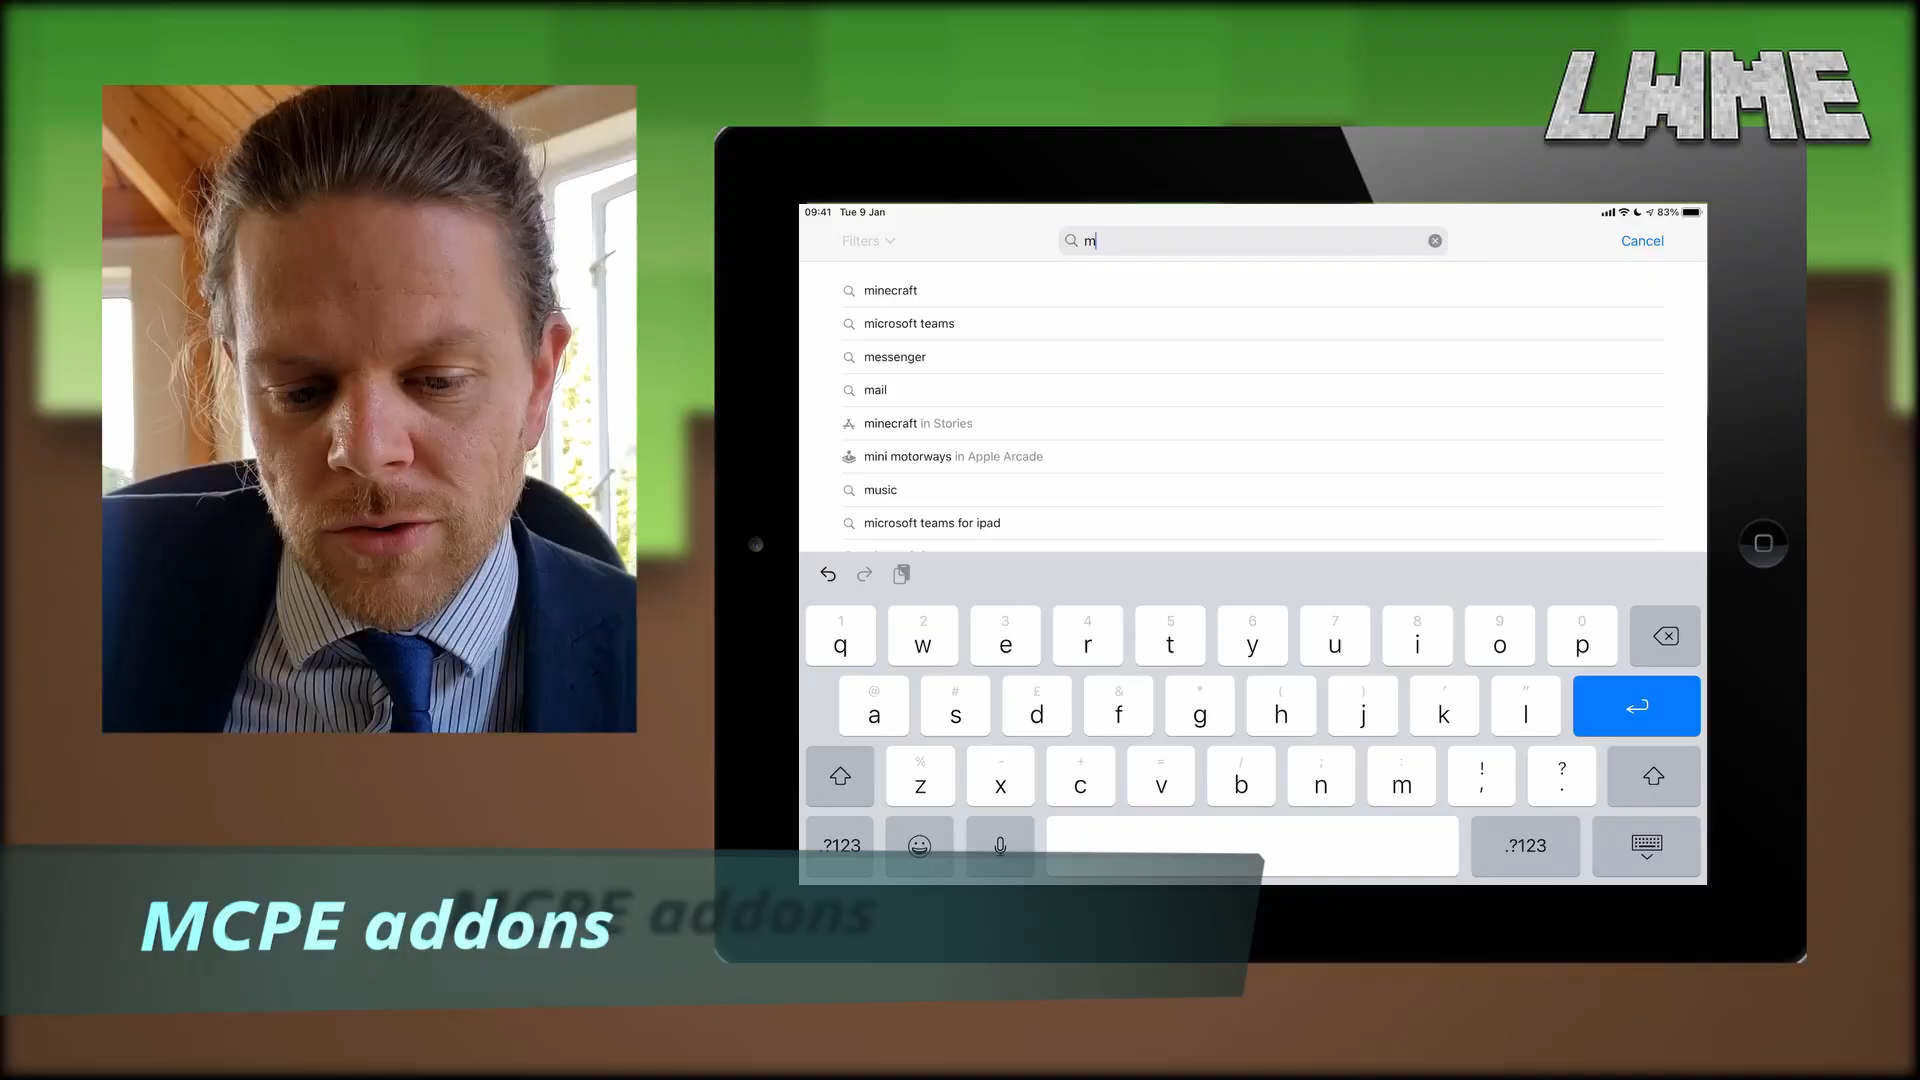 LWME
09:41 Tue 9 Jan
83%
Filters
m
Cancel
minecraft
microsoft teams
messenger
mail
minecraft in Stories
mini motorways in Apple Arcade
music
microsoft teams for ipad
1 2 3 4 5 6 7 8 9 0
q w e r t y u i o p
@ # £ & * ( ) ' "
a s d f g h j k l
% - + = / ; : ! ?
z x c v b n m , .
.?123 .?123
MCPE addons
MCPE addons